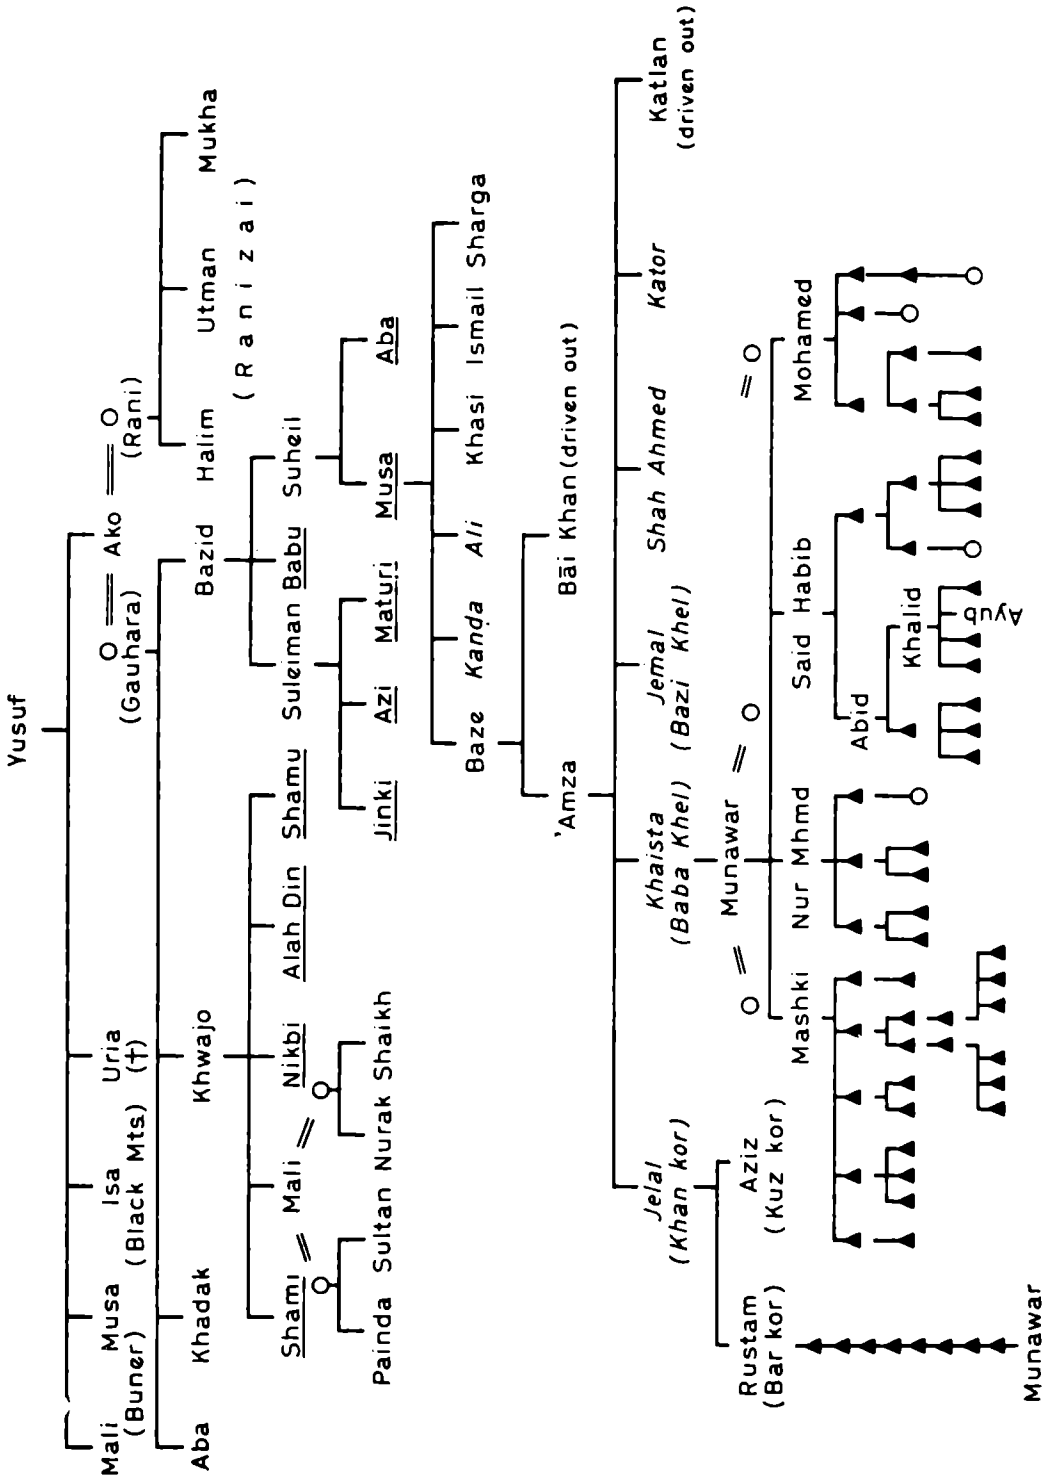 Yusuf
Mali Musa Isa Uria Ako
(Buner) (Black Mts.) (†) (Gauhara) (Rani)
Aba Khadak Khwajo Bazid Halim Utman Mukha
(Ranizai)
Shami Mali Nikbi Alah Din Shamu Suleiman Babu Suheil
Painda Sultan Nurak Shaikh Jinki Azi Maturi Musa Aba
Baze Kanḍa Ali Khasi Ismail Sharga
'Amza Bāi Khan (driven out)
Jelal Khaista Jemal Shah Ahmed Kator Katlan
(Khan kor) (Baba Khel) (Bazi Khel) (driven out)
Munawar
Rustam Aziz
(Bar kor) (Kuz kor)
Mashki Nur Mhmd Said Habib Mohamed
Abid
Khalid
Ayub
Munawar